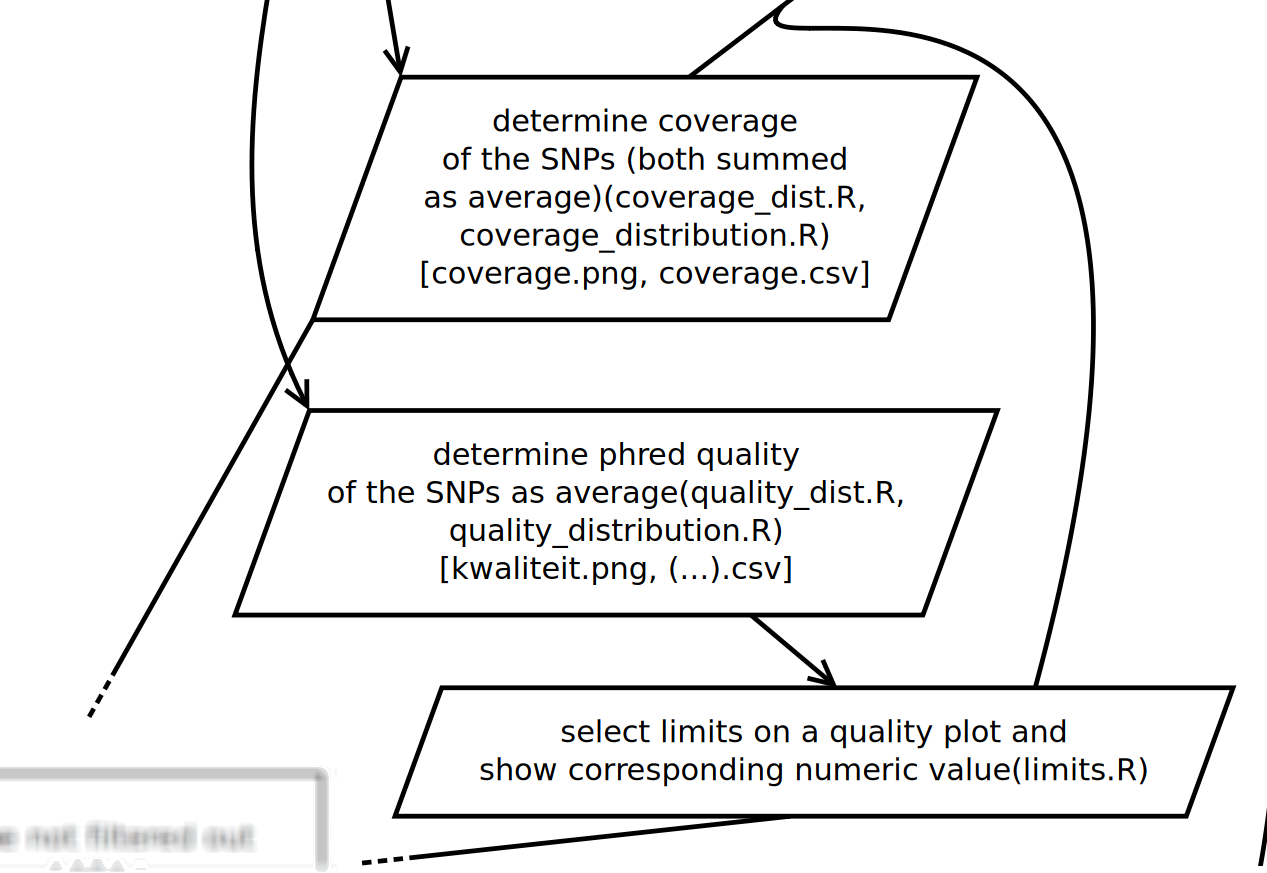 determine coverage
of the SNPs (both summed
as average)(coverage_dist.R,
coverage_distribution.R)
[coverage.png, coverage.csv]
determine phred quality
of the SNPs as average(quality_dist.R,
quality_distribution.R)
[kwaliteit.png, (...).csv]
select limits on a quality plot and
show corresponding numeric value(limits.R)
not filtered out